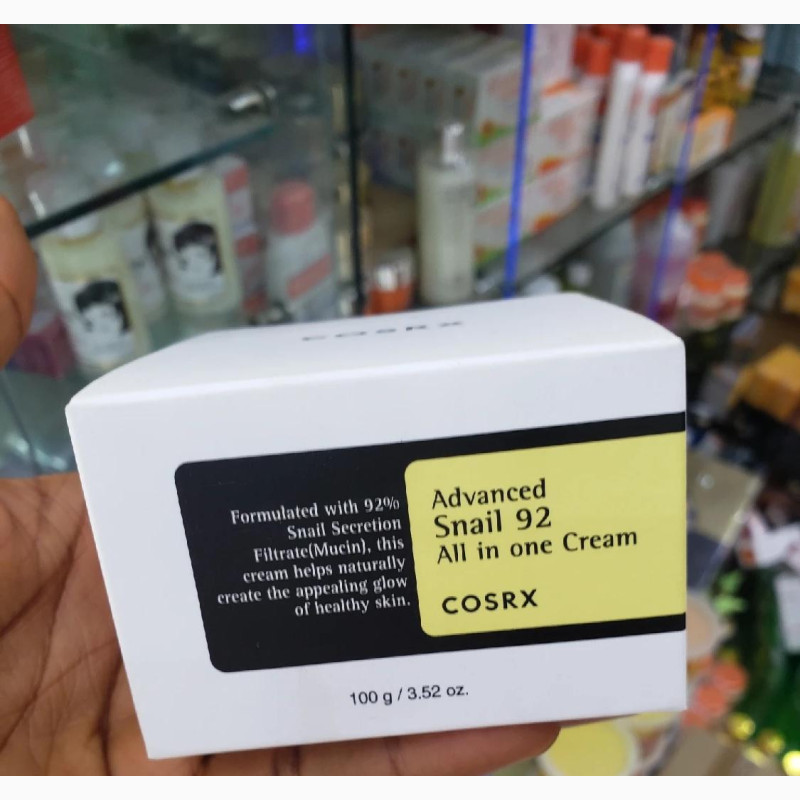 COSRX
Formulated with 92%
Snail Secretion
Filtrate(Mucin), this
cream helps naturally
create the appealing glow
of healthy skin.
Advanced
Snail 92
All in one Cream
COSRX
100 g / 3.52 oz.